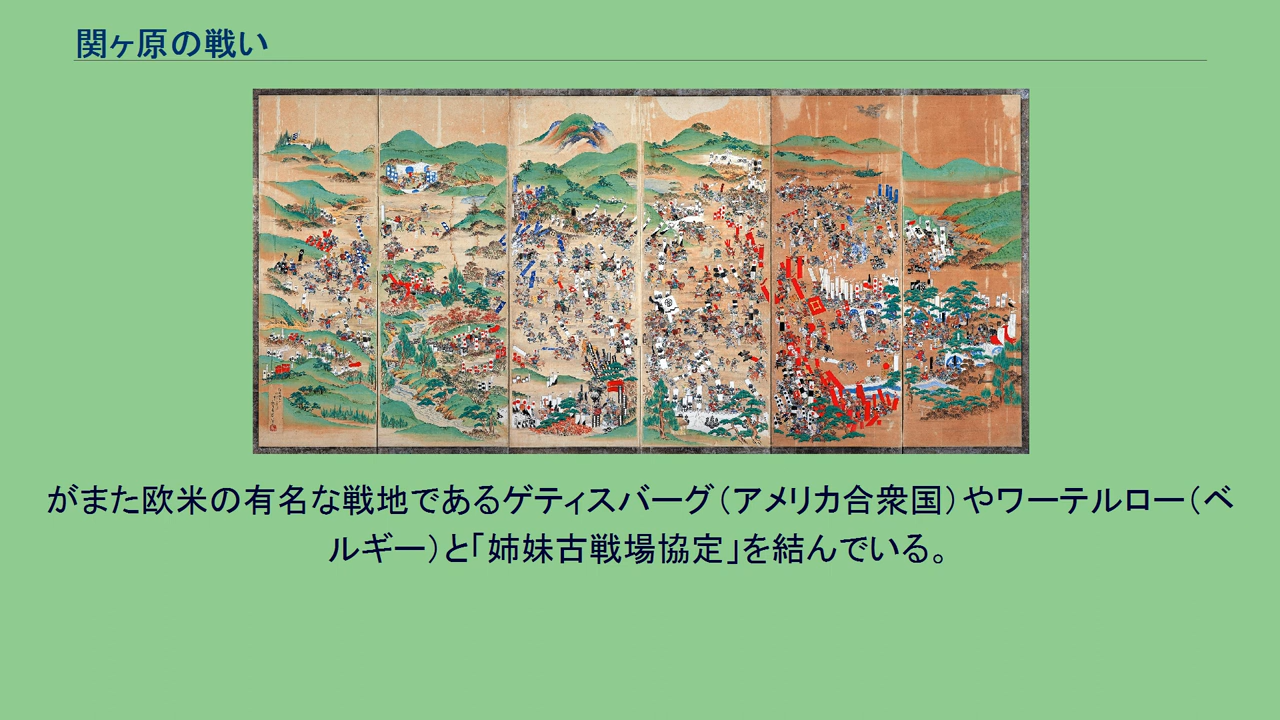 関ヶ原の戦い
がまた欧米の有名な戦地であるゲティスバーグ（アメリカ合衆国）やワーテルロー（ベ
ルギー）と「姉妹古戦場協定」を結んでいる。